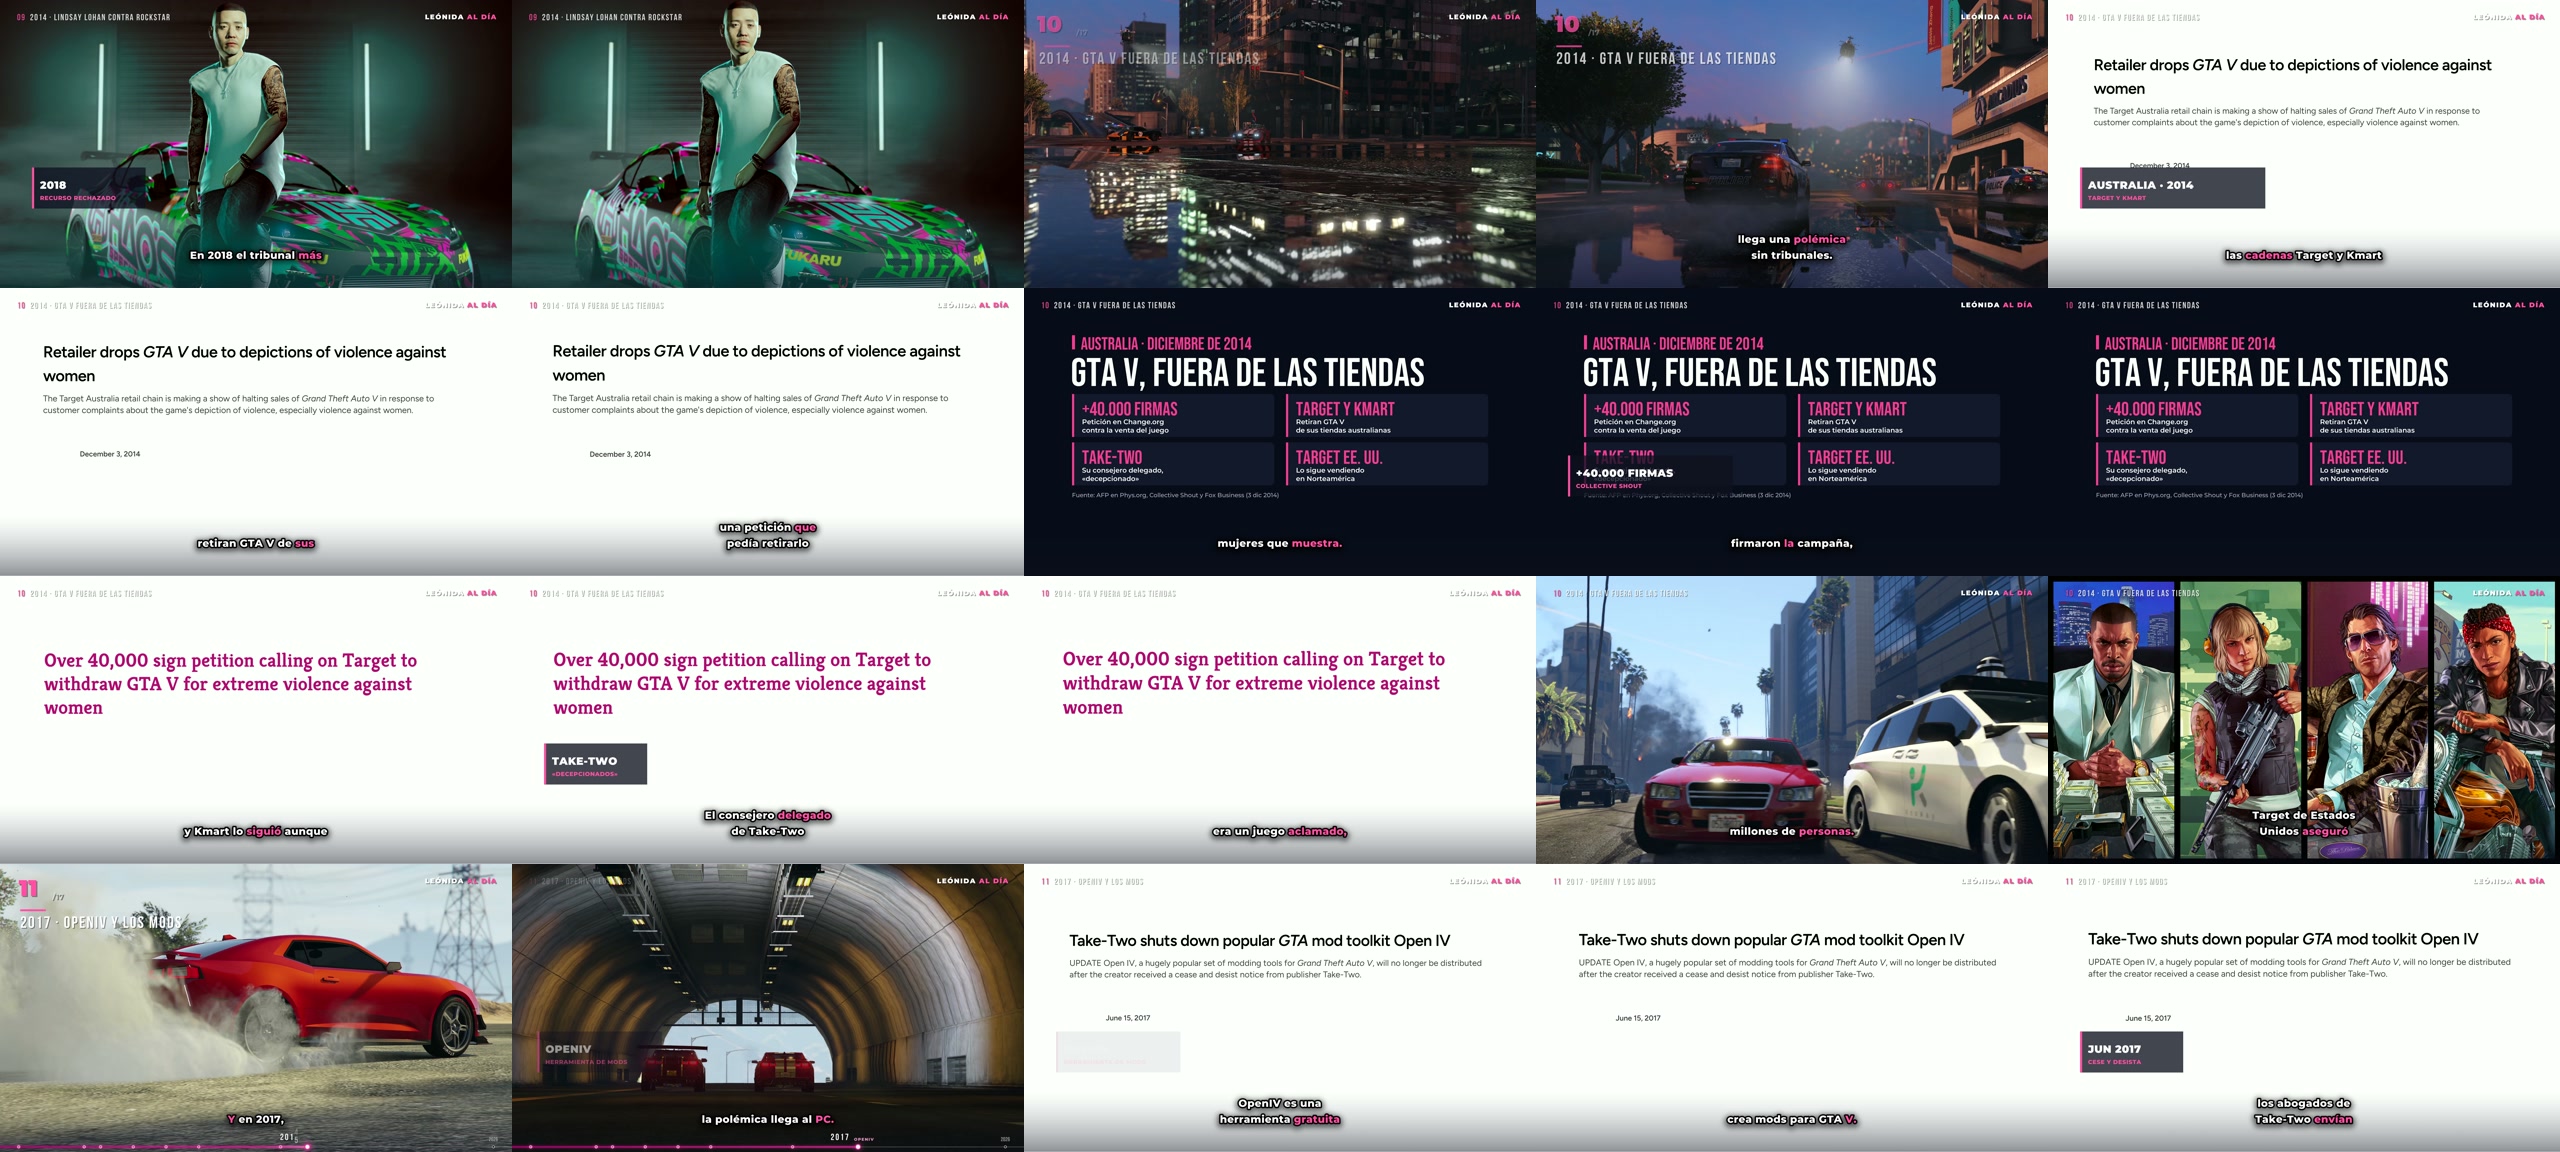 09 2014 · LINDSAY LOHAN CONTRA ROCKSTAR
LEÓNIDA AL DÍA
2018
RECURSO RECHAZADO
En 2018 el tribunal más
09 2014 · LINDSAY LOHAN CONTRA ROCKSTAR
LEÓNIDA AL DÍA
FUKARU
10 /17
2014 · GTA V FUERA DE LAS TIENDAS
LEÓNIDA AL DÍA
10 /17
2014 · GTA V FUERA DE LAS TIENDAS
LEÓNIDA AL DÍA
llega una polémica
sin tribunales.
10 2014 · GTA V FUERA DE LAS TIENDAS
LEÓNIDA AL DÍA
Retailer drops GTA V due to depictions of violence against
women
The Target Australia retail chain is making a show of halting sales of Grand Theft Auto V in response to
customer complaints about the game's depiction of violence, especially violence against women.
December 3, 2014
AUSTRALIA · 2014
TARGET Y KMART
las cadenas Target y Kmart
10 2014 · GTA V FUERA DE LAS TIENDAS
LEÓNIDA AL DÍA
Retailer drops GTA V due to depictions of violence against
women
The Target Australia retail chain is making a show of halting sales of Grand Theft Auto V in response to
customer complaints about the game's depiction of violence, especially violence against women.
December 3, 2014
retiran GTA V de sus
10 2014 · GTA V FUERA DE LAS TIENDAS
LEÓNIDA AL DÍA
Retailer drops GTA V due to depictions of violence against
women
The Target Australia retail chain is making a show of halting sales of Grand Theft Auto V in response to
customer complaints about the game's depiction of violence, especially violence against women.
December 3, 2014
una petición que
pedía retirarlo
10 2014 · GTA V FUERA DE LAS TIENDAS
LEÓNIDA AL DÍA
AUSTRALIA · DICIEMBRE DE 2014
GTA V, FUERA DE LAS TIENDAS
+40.000 FIRMAS
Petición en Change.org
contra la venta del juego
TARGET Y KMART
Retiran GTA V
de sus tiendas australianas
TAKE-TWO
Su consejero delegado,
«decepcionado»
TARGET EE. UU.
Lo sigue vendiendo
en Norteamérica
Fuente: AFP en Phys.org, Collective Shout y Fox Business (3 dic 2014)
mujeres que muestra.
10 2014 · GTA V FUERA DE LAS TIENDAS
LEÓNIDA AL DÍA
AUSTRALIA · DICIEMBRE DE 2014
GTA V, FUERA DE LAS TIENDAS
+40.000 FIRMAS
Petición en Change.org
contra la venta del juego
TARGET Y KMART
Retiran GTA V
de sus tiendas australianas
TAKE-TWO
+40.000 FIRMAS
COLLECTIVE SHOUT
TARGET EE. UU.
Lo sigue vendiendo
en Norteamérica
Fuente: AFP en Phys.org, Collective Shout y Fox Business (3 dic 2014)
firmaron la campaña,
10 2014 · GTA V FUERA DE LAS TIENDAS
LEÓNIDA AL DÍA
AUSTRALIA · DICIEMBRE DE 2014
GTA V, FUERA DE LAS TIENDAS
+40.000 FIRMAS
Petición en Change.org
contra la venta del juego
TARGET Y KMART
Retiran GTA V
de sus tiendas australianas
TAKE-TWO
Su consejero delegado,
«decepcionado»
TARGET EE. UU.
Lo sigue vendiendo
en Norteamérica
Fuente: AFP en Phys.org, Collective Shout y Fox Business (3 dic 2014)
10 2014 · GTA V FUERA DE LAS TIENDAS
LEÓNIDA AL DÍA
Over 40,000 sign petition calling on Target to
withdraw GTA V for extreme violence against
women
y Kmart lo siguió aunque
10 2014 · GTA V FUERA DE LAS TIENDAS
LEÓNIDA AL DÍA
Over 40,000 sign petition calling on Target to
withdraw GTA V for extreme violence against
women
TAKE-TWO
«DECEPCIONADOS»
El consejero delegado
de Take-Two
10 2014 · GTA V FUERA DE LAS TIENDAS
LEÓNIDA AL DÍA
Over 40,000 sign petition calling on Target to
withdraw GTA V for extreme violence against
women
era un juego aclamado,
10 2014 · GTA V FUERA DE LAS TIENDAS
LEÓNIDA AL DÍA
millones de personas.
10 2014 · GTA V FUERA DE LAS TIENDAS
LEÓNIDA AL DÍA
Target de Estados
Unidos aseguró
11 /17
2017 · OPENIV Y LOS MODS
LEÓNIDA AL DÍA
Y en 2017,
11 2017 · OPENIV Y LOS MODS
LEÓNIDA AL DÍA
OPENIV
HERRAMIENTA DE MODS
la polémica llega al PC.
2017 OPENIV
2026
11 2017 · OPENIV Y LOS MODS
LEÓNIDA AL DÍA
Take-Two shuts down popular GTA mod toolkit Open IV
UPDATE Open IV, a hugely popular set of modding tools for Grand Theft Auto V, will no longer be distributed
after the creator received a cease and desist notice from publisher Take-Two.
June 15, 2017
HERRAMIENTA DE MODS
OpenIV es una
herramienta gratuita
11 2017 · OPENIV Y LOS MODS
LEÓNIDA AL DÍA
Take-Two shuts down popular GTA mod toolkit Open IV
UPDATE Open IV, a hugely popular set of modding tools for Grand Theft Auto V, will no longer be distributed
after the creator received a cease and desist notice from publisher Take-Two.
June 15, 2017
crea mods para GTA V.
11 2017 · OPENIV Y LOS MODS
LEÓNIDA AL DÍA
Take-Two shuts down popular GTA mod toolkit Open IV
UPDATE Open IV, a hugely popular set of modding tools for Grand Theft Auto V, will no longer be distributed
after the creator received a cease and desist notice from publisher Take-Two.
June 15, 2017
JUN 2017
CESE Y DESISTA
los abogados de
Take-Two envían